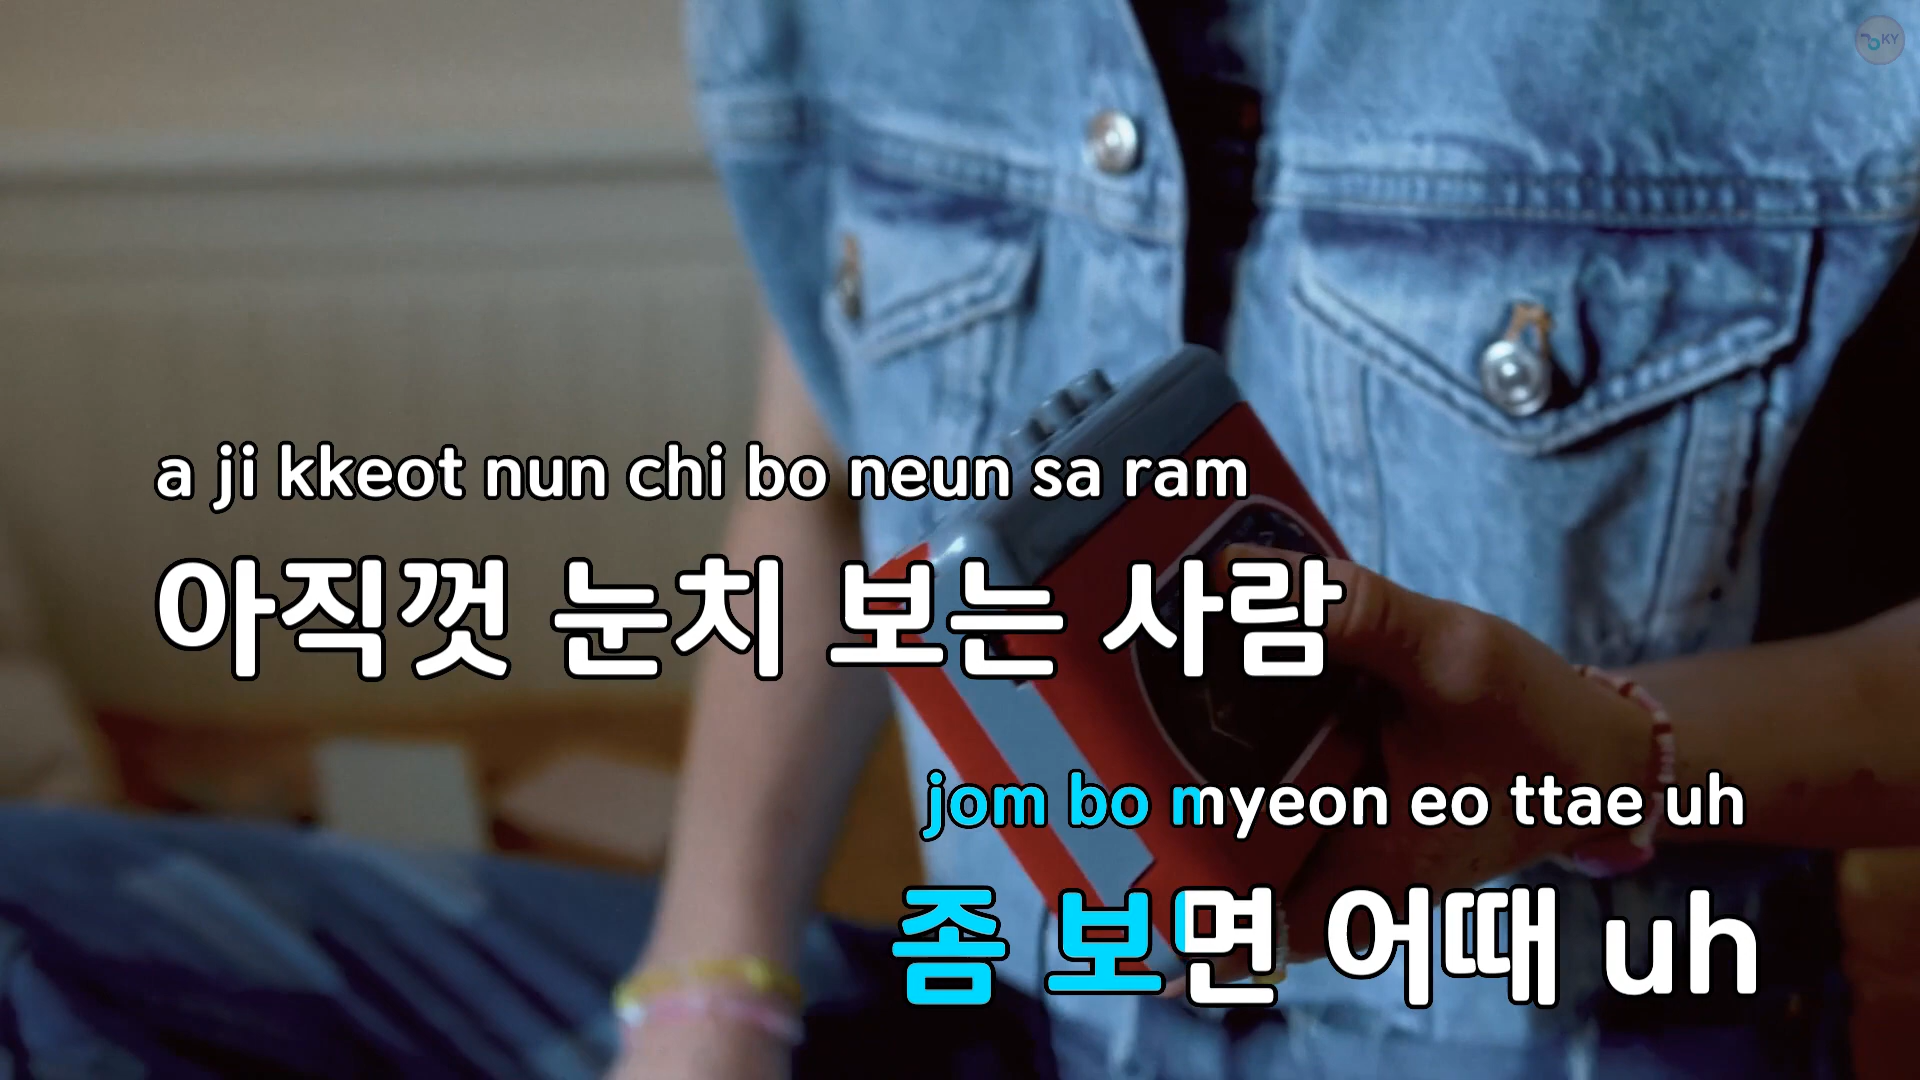 KY
a ji kkeot nun chi bo neun sa ram
아직껏 눈치 보는 사람
jom bo myeon eo ttae uh
좀 보면 어때 uh